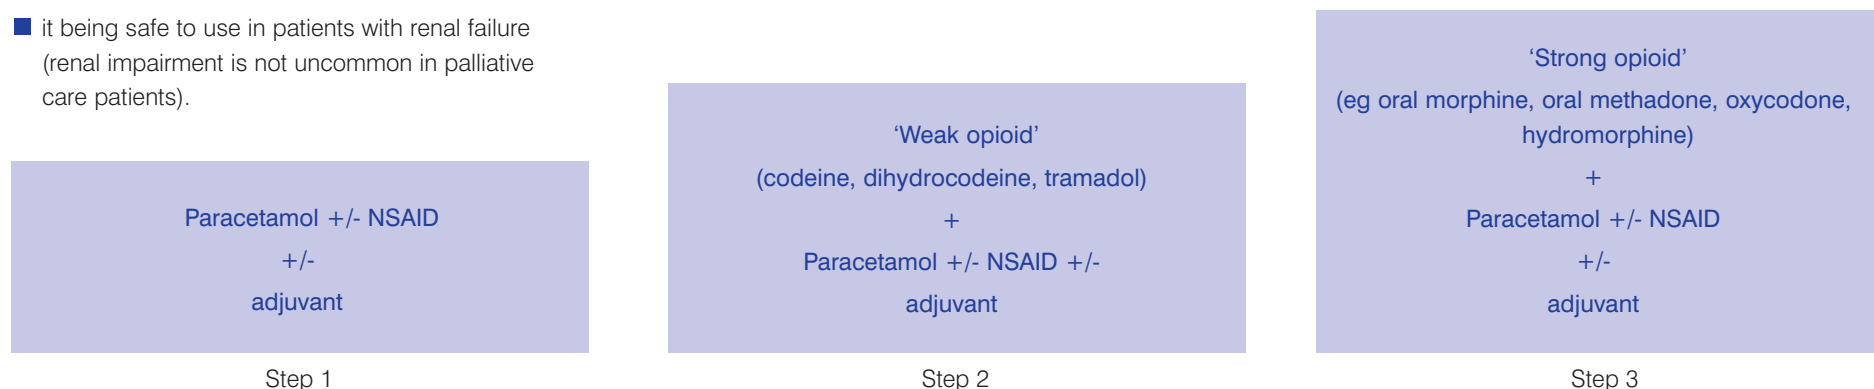 ■ it being safe to use in patients with renal failure
(renal impairment is not uncommon in palliative
care patients).
Paracetamol +/- NSAID
+/-
adjuvant
Step 1
‘Weak opioid’
(codeine, dihydrocodeine, tramadol)
+
Paracetamol +/- NSAID +/-
adjuvant
Step 2
‘Strong opioid’
(eg oral morphine, oral methadone, oxycodone,
hydromorphine)
+
Paracetamol +/- NSAID
+/-
adjuvant
Step 3